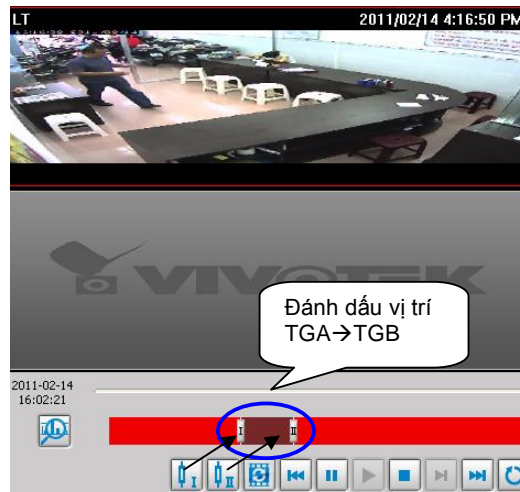 LT 2011/02/14 4:16:50 PM
VIVOTEK
Đánh dấu vị trí
TGA→TGB
2011-02-14
16:02:21
I II
I II